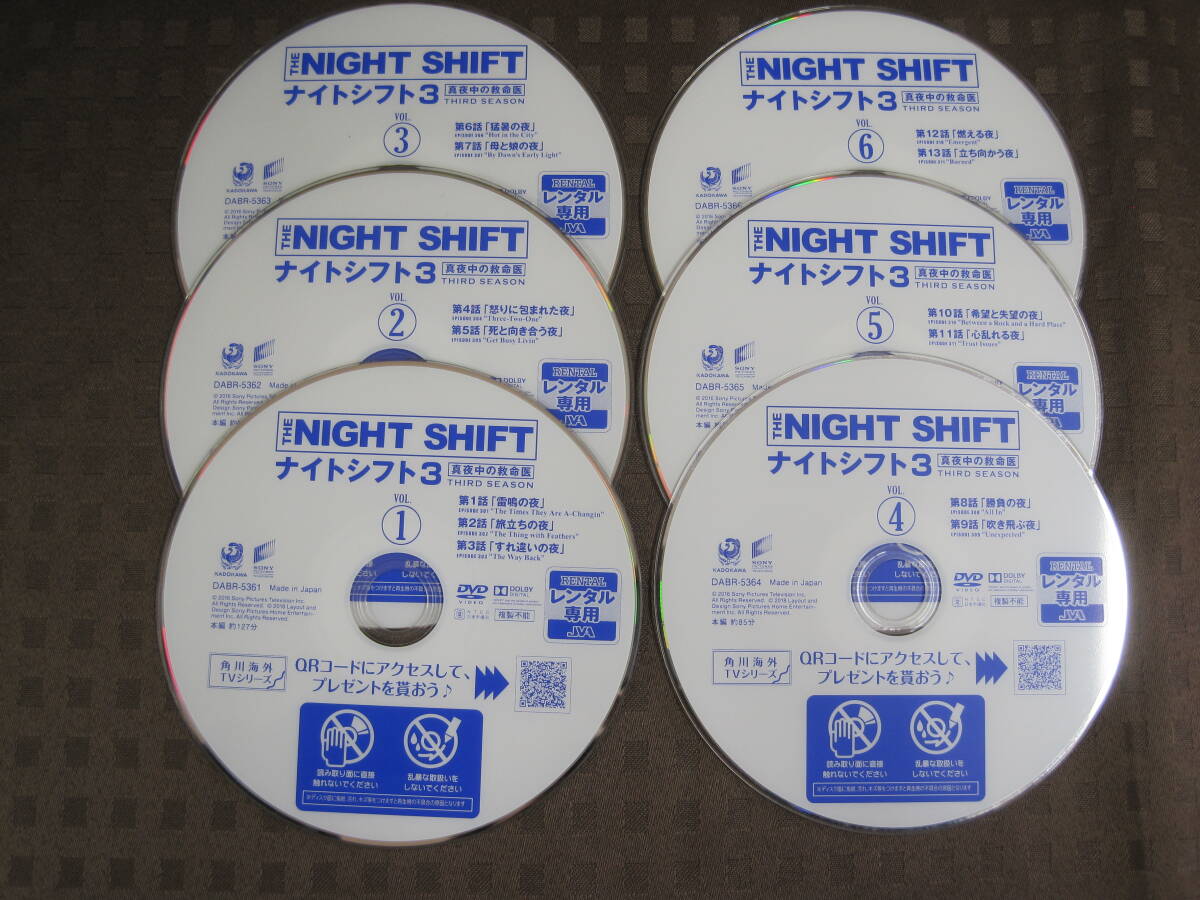 THE NIGHT SHIFT
ナイトシフト3 真夜中の救命医
THIRD SEASON
VOL.
3
第6話「猛暑の夜」
"Hot in the City"
第7話「母と娘の夜」
"By Dawn's Early Light"
KADOKAWA
SONY
DABR-5363
RENTAL
レンタル
専用
JVA
THE NIGHT SHIFT
ナイトシフト3 真夜中の救命医
THIRD SEASON
VOL.
6
第12話「燃える夜」
"Emergent"
第13話「立ち向かう夜」
"Burned"
KADOKAWA
SONY
DOLBY
RENTAL
レンタル
専用
JVA
THE NIGHT SHIFT
ナイトシフト3 真夜中の救命医
THIRD SEASON
VOL.
2
第4話「怒りに包まれた夜」
"Three-Two-One"
第5話「死と向き合う夜」
"Get Busy Livin"
KADOKAWA
SONY
DABR-5362 Made in
DOLBY
RENTAL
レンタル
専用
JVA
THE NIGHT SHIFT
ナイトシフト3 真夜中の救命医
THIRD SEASON
VOL.
5
第10話「希望と失望の夜」
"Between a Rock and a Hard Place"
第11話「心乱れる夜」
"Trust Issues"
KADOKAWA
SONY
DABR-5365
RENTAL
レンタル
専用
JVA
THE NIGHT SHIFT
ナイトシフト3 真夜中の救命医
THIRD SEASON
VOL.
1
第1話「雷鳴の夜」
EPISODE 301 "The Times They Are A-Changin"
第2話「旅立ちの夜」
EPISODE 302 "The Thing with Feathers"
第3話「すれ違いの夜」
EPISODE 303 "The Way Back"
KADOKAWA
SONY
DABR-5361 Made in Japan
© 2016 Sony Pictures Television Inc.
All Rights Reserved. © 2018 Layout and
Design Sony Pictures Home Entertain-
ment Inc. All Rights Reserved.
本編 約127分
DVD VIDEO
DOLBY DIGITAL
複製不能
RENTAL
レンタル
専用
JVA
角川海外
TVシリーズ
QRコードにアクセスして、
プレゼントを貰おう♪
読み取り面に直接
触れないでください
乱暴な取扱いを
しないでください
THE NIGHT SHIFT
ナイトシフト3 真夜中の救命医
THIRD SEASON
VOL.
4
第8話「勝負の夜」
"All In"
第9話「吹き飛ぶ夜」
"Unexpected"
KADOKAWA
SONY
DABR-5364 Made in Japan
© 2016 Sony Pictures Television Inc.
All Rights Reserved. © 2018 Layout and
Design Sony Pictures Home Entertain-
ment Inc. All Rights Reserved.
本編 約85分
DVD VIDEO
DOLBY DIGITAL
複製不能
RENTAL
レンタル
専用
JVA
角川海外
TVシリーズ
QRコードにアクセスして、
プレゼントを貰おう♪
読み取り面に直接
触れないでください
乱暴な取扱いを
しないでください